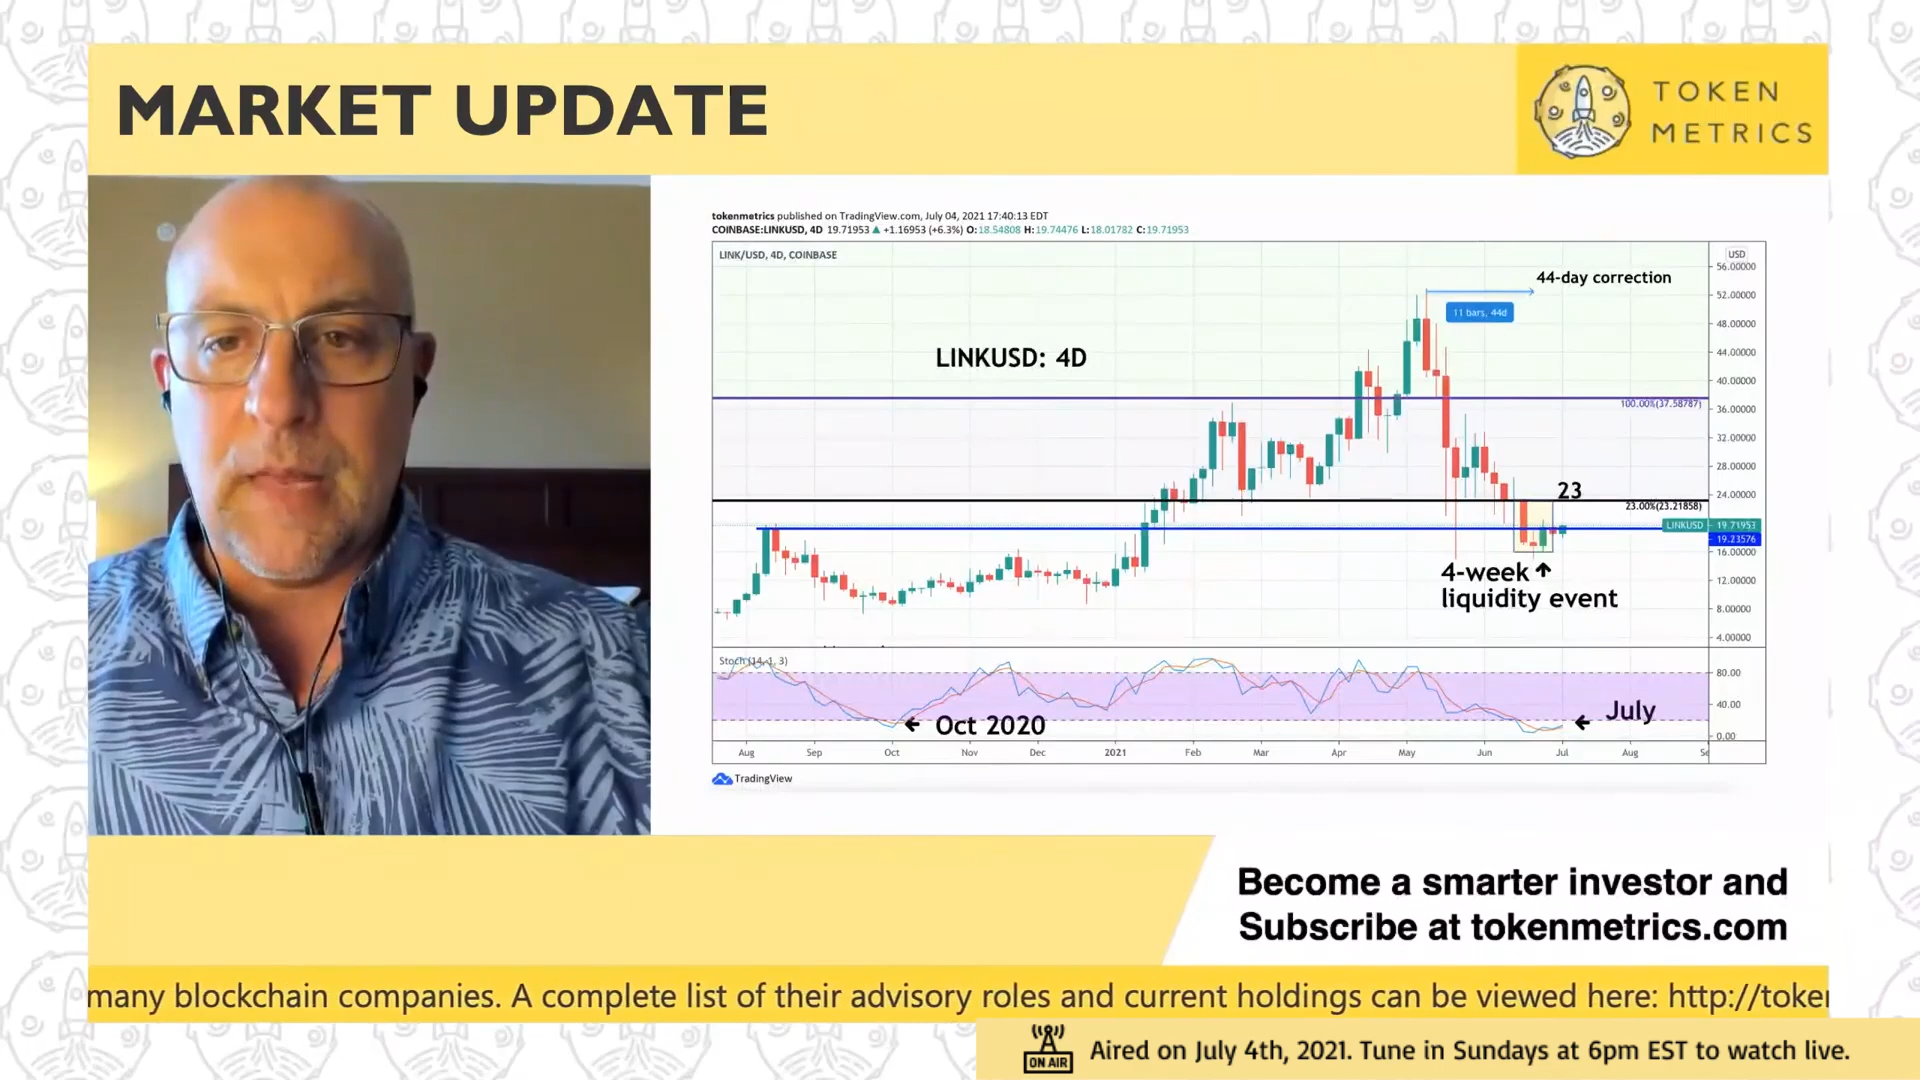 MARKET UPDATE
TOKEN
METRICS
tokenmetrics published on TradingView.com, July 04, 2021 17:40:13 EDT
COINBASE:LINKUSD, 4D 19.71953 ▲ +1.16953 (+6.3%) O:18.54808 H:19.74476 L:18.01782 C:19.71953
LINK/USD, 4D, COINBASE
USD
56.00000
44-day correction
52.00000
11 bars, 44d
48.00000
LINKUSD: 4D
44.00000
40.00000
100.00%(37.58787)
36.00000
32.00000
28.00000
23
24.00000
23.00%(23.21858)
LINKUSD 19.71953
19.23576
16.00000
4-week ↑
liquidity event
12.00000
8.00000
4.00000
Stoch (14, 1, 3)
80.00
40.00
0.00
← Oct 2020
← July
Aug Sep Oct Nov Dec 2021 Feb Mar Apr May Jun Jul Aug
TradingView
Become a smarter investor and
Subscribe at tokenmetrics.com
many blockchain companies. A complete list of their advisory roles and current holdings can be viewed here: http://token
ON AIR
Aired on July 4th, 2021. Tune in Sundays at 6pm EST to watch live.